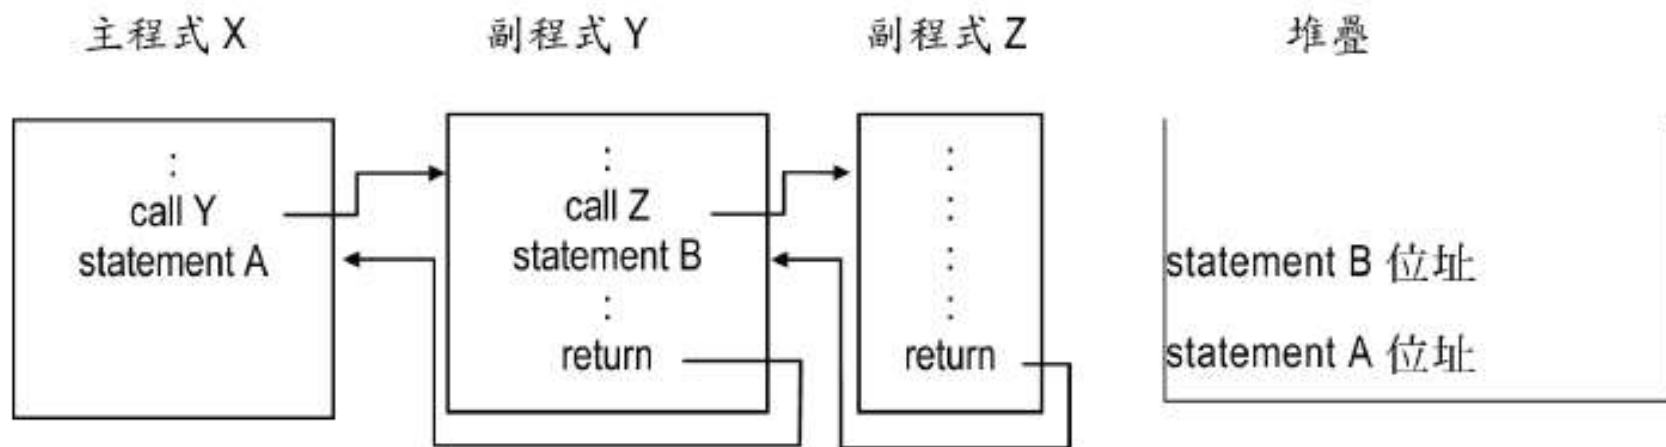 主程式 X
副程式 Y
副程式 Z
堆疊
⋮
call Y
statement A
⋮
call Z
statement B
⋮
return
⋮
⋮
return
statement B 位址
statement A 位址